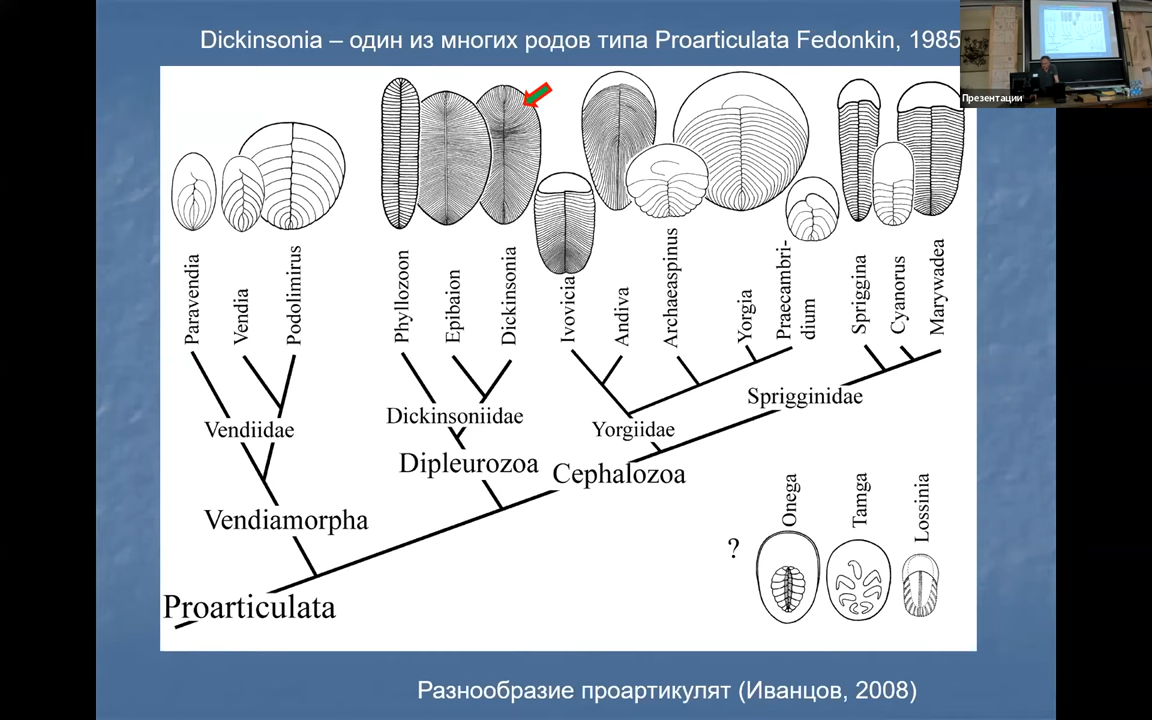 Dickinsonia – один из многих родов типа Proarticulata Fedonkin, 1985
Презентации
Paravendia
Vendia
Podolimirus
Phyllozoon
Epibaion
Dickinsonia
Ivovicia
Andiva
Archaeaspinus
Yorgia
Praecambri-
dium
Spriggina
Cyanorus
Marywadea
Vendiidae
Dickinsoniidae
Yorgiidae
Sprigginidae
Dipleurozoa
Cephalozoa
Vendiamorpha
Proarticulata
?
Onega
Tamga
Lossinia
Разнообразие проартикулят (Иванцов, 2008)